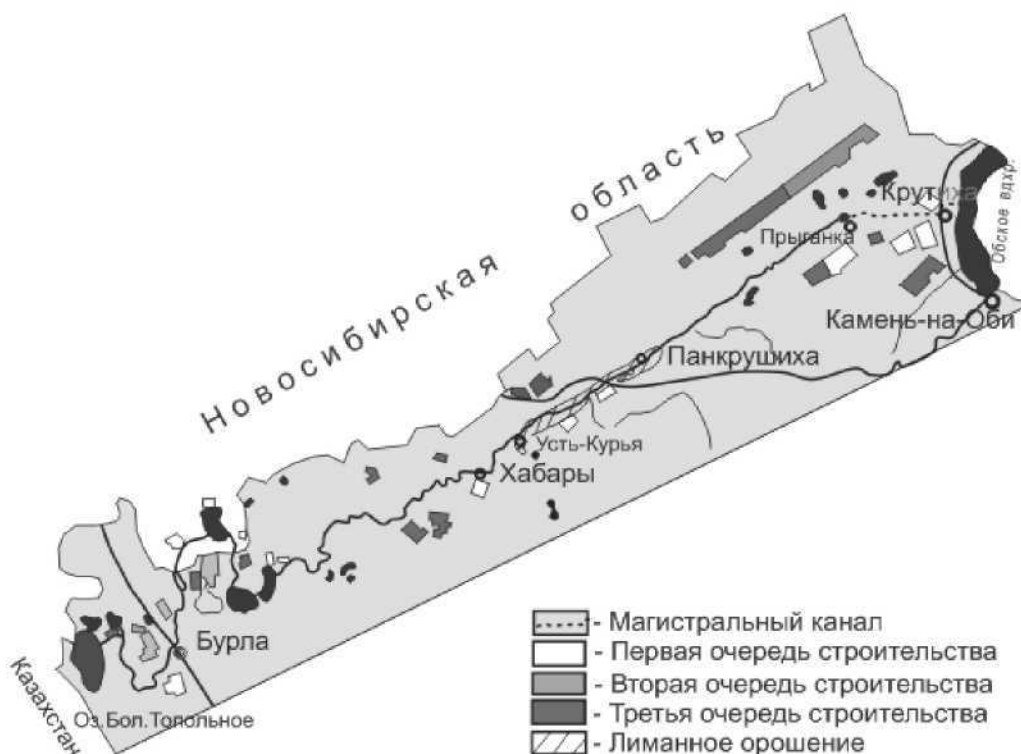 Новосибирская область
Крутиха
Обское вдхр.
Прыганка
Камень-на-Оби
Панкрушиха
Усть-Курья
Хабары
Бурла
Казахстан
Оз.Бол.Топольное
- Магистральный канал
- Первая очередь строительства
- Вторая очередь строительства
- Третья очередь строительства
- Лиманное орошение